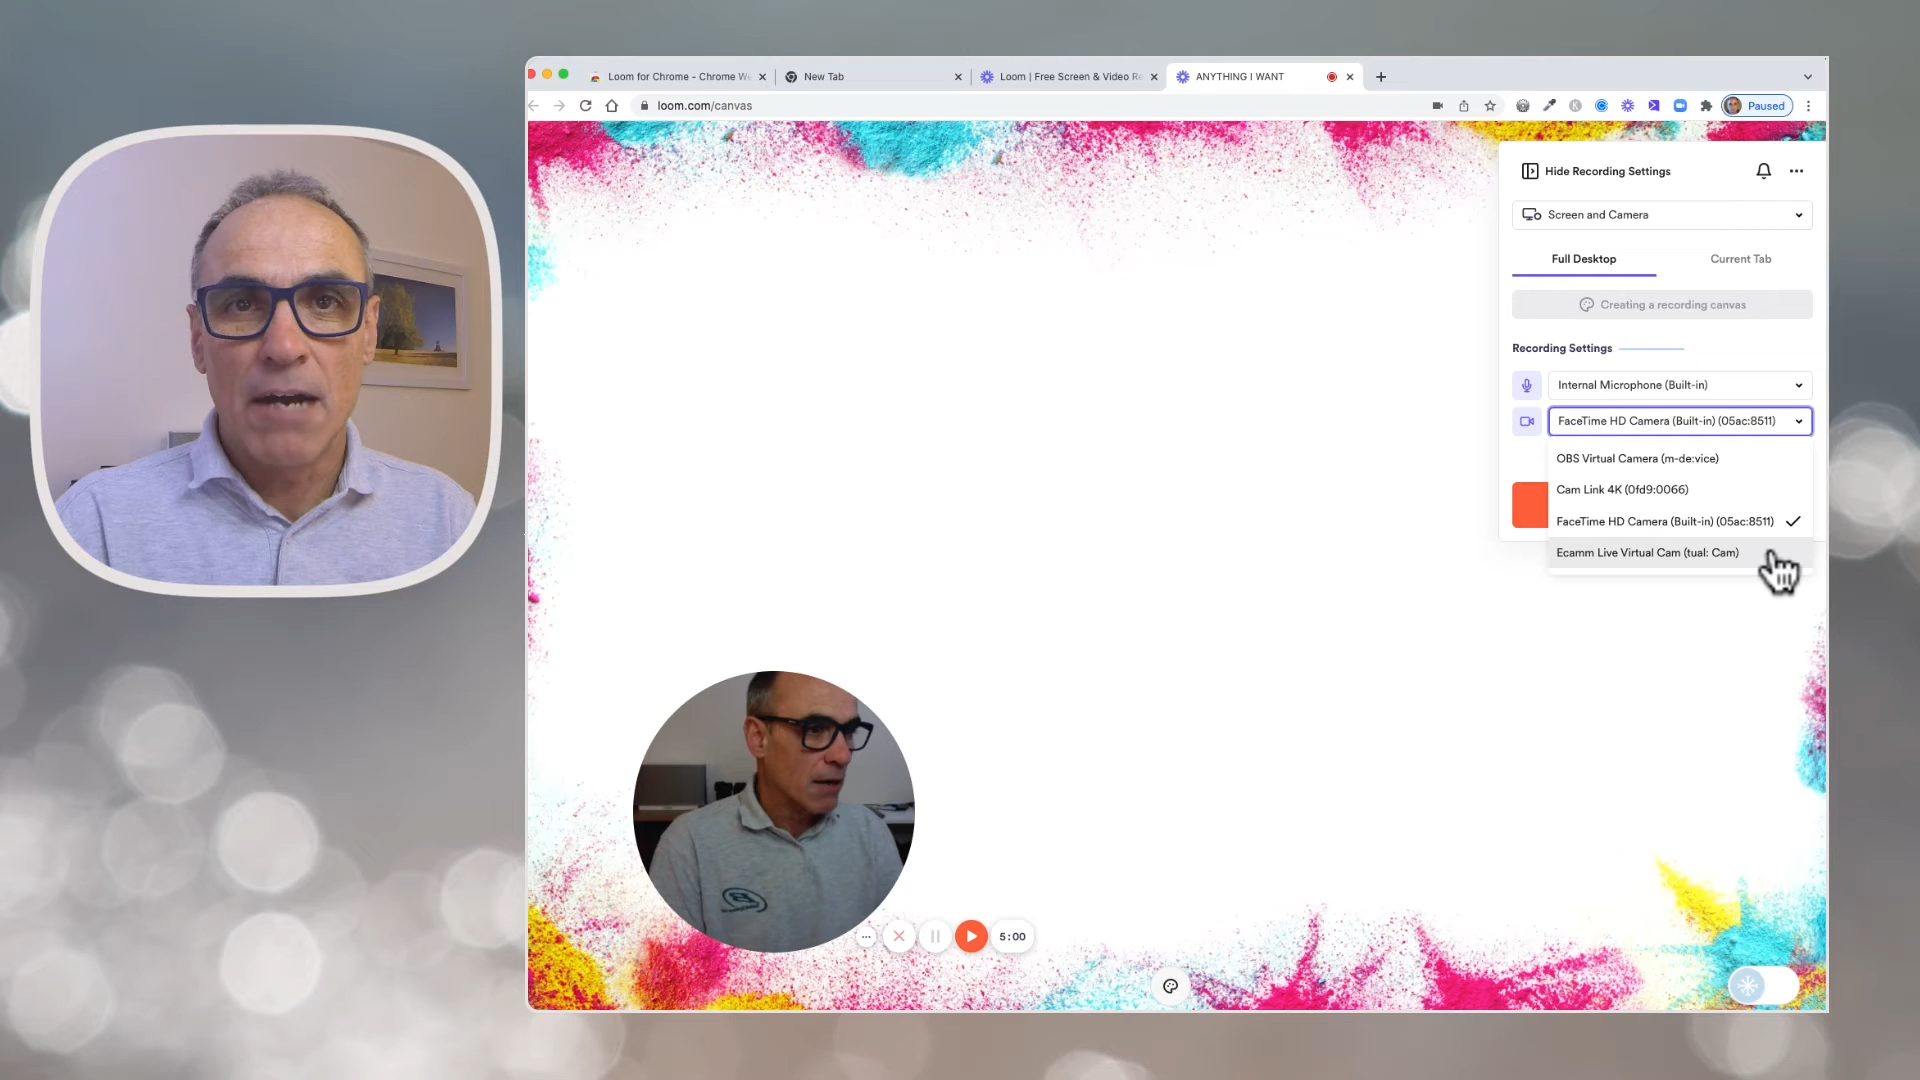 Loom for Chrome - Chrome We
New Tab
Loom | Free Screen & Video Re
ANYTHING I WANT
loom.com/canvas
Paused
Hide Recording Settings
Screen and Camera
Full Desktop
Current Tab
Creating a recording canvas
Recording Settings
Internal Microphone (Built-in)
FaceTime HD Camera (Built-in) (05ac:8511)
OBS Virtual Camera (m-de:vice)
Cam Link 4K (0fd9:0066)
FaceTime HD Camera (Built-in) (05ac:8511)
Ecamm Live Virtual Cam (tual: Cam)
5:00